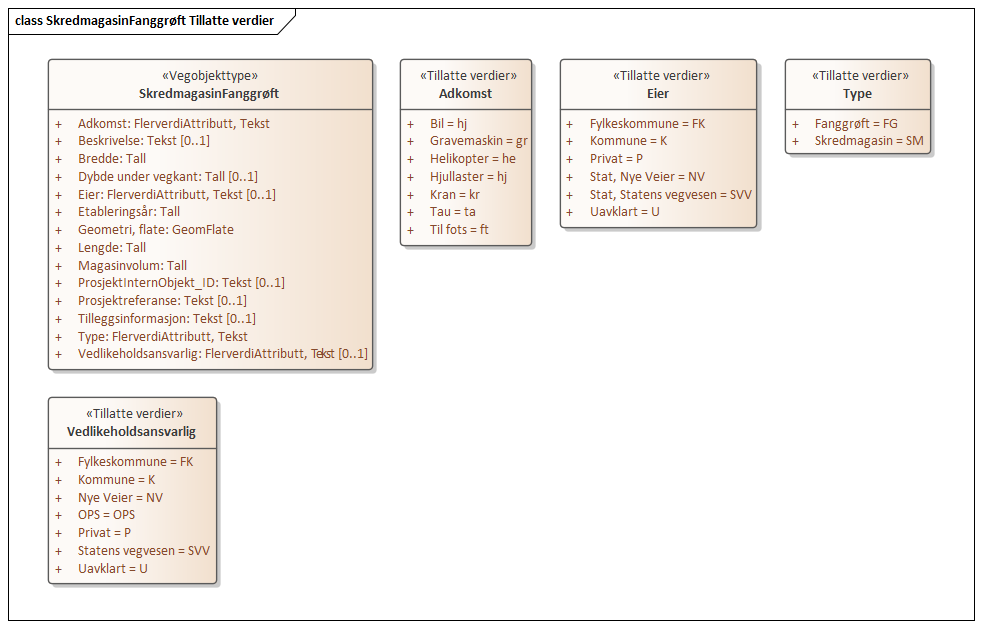 class SkredmagasinFanggrøft Tillatte verdier
«Vegobjekttype»
SkredmagasinFanggrøft
+ Adkomst: FlerverdiAttributt, Tekst
+ Beskrivelse: Tekst [0..1]
+ Bredde: Tall
+ Dybde under vegkant: Tall [0..1]
+ Eier: FlerverdiAttributt, Tekst [0..1]
+ Etableringsår: Tall
+ Geometri, flate: GeomFlate
+ Lengde: Tall
+ Magasinvolum: Tall
+ ProsjektInternObjekt_ID: Tekst [0..1]
+ Prosjektreferanse: Tekst [0..1]
+ Tilleggsinformasjon: Tekst [0..1]
+ Type: FlerverdiAttributt, Tekst
+ Vedlikeholdsansvarlig: FlerverdiAttributt, Tekst [0..1]
«Tillatte verdier»
Adkomst
+ Bil = hj
+ Gravemaskin = gr
+ Helikopter = he
+ Hjullaster = hj
+ Kran = kr
+ Tau = ta
+ Til fots = ft
«Tillatte verdier»
Eier
+ Fylkeskommune = FK
+ Kommune = K
+ Privat = P
+ Stat, Nye Veier = NV
+ Stat, Statens vegvesen = SVV
+ Uavklart = U
«Tillatte verdier»
Type
+ Fanggrøft = FG
+ Skredmagasin = SM
«Tillatte verdier»
Vedlikeholdsansvarlig
+ Fylkeskommune = FK
+ Kommune = K
+ Nye Veier = NV
+ OPS = OPS
+ Privat = P
+ Statens vegvesen = SVV
+ Uavklart = U